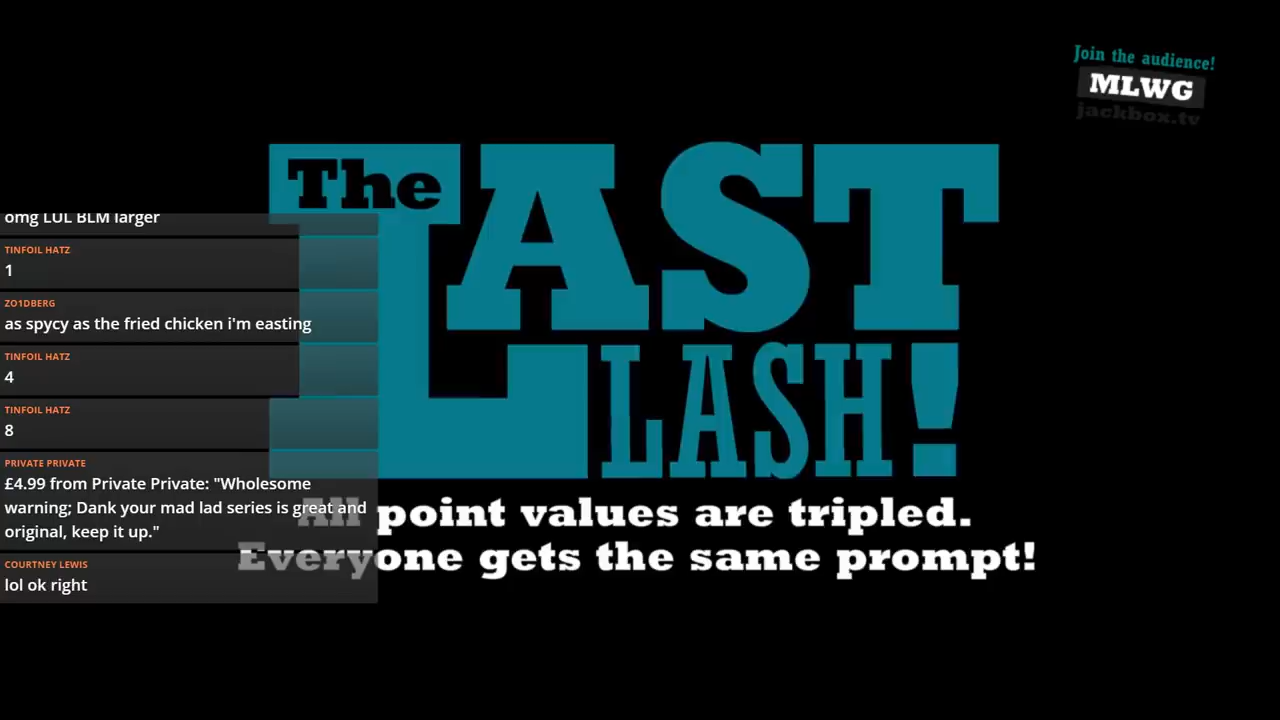 Join the audience!
MLWG
jackbox.tv
The LAST
LASH!
All point values are tripled.
Everyone gets the same prompt!
omg LUL BLM larger
TINFOIL HATZ
1
ZO1DBERG
as spycy as the fried chicken i'm easting
TINFOIL HATZ
4
TINFOIL HATZ
8
PRIVATE PRIVATE
£4.99 from Private Private: "Wholesome
warning; Dank your mad lad series is great and
original, keep it up."
COURTNEY LEWIS
lol ok right